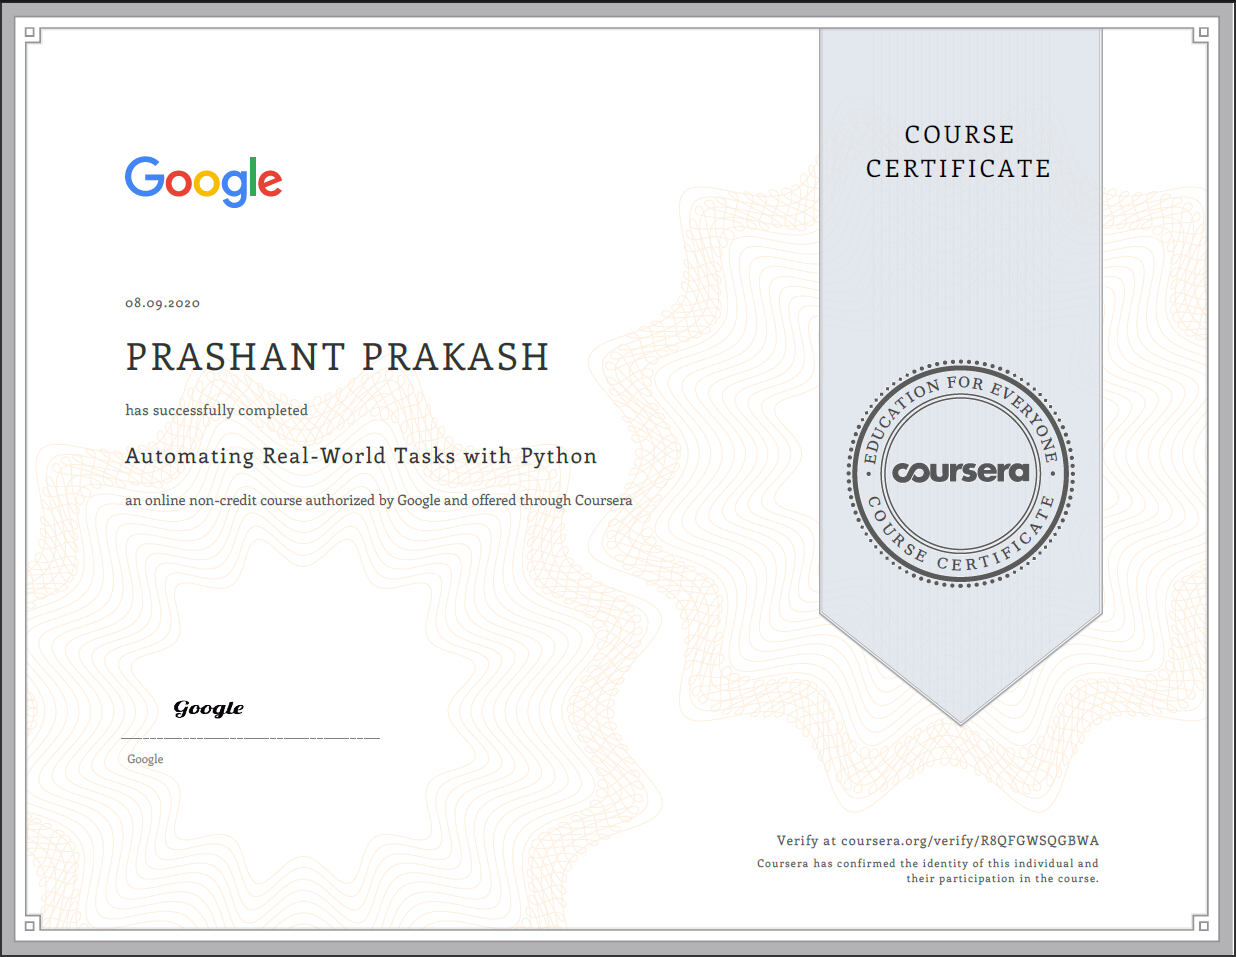 Google
08.09.2020
PRASHANT PRAKASH
has successfully completed
Automating Real-World Tasks with Python
an online non-credit course authorized by Google and offered through Coursera
Google
Google
COURSE
CERTIFICATE
EDUCATION FOR EVERYONE
coursera
COURSE CERTIFICATE
Verify at coursera.org/verify/R8QFGWSQGBWA
Coursera has confirmed the identity of this individual and
their participation in the course.